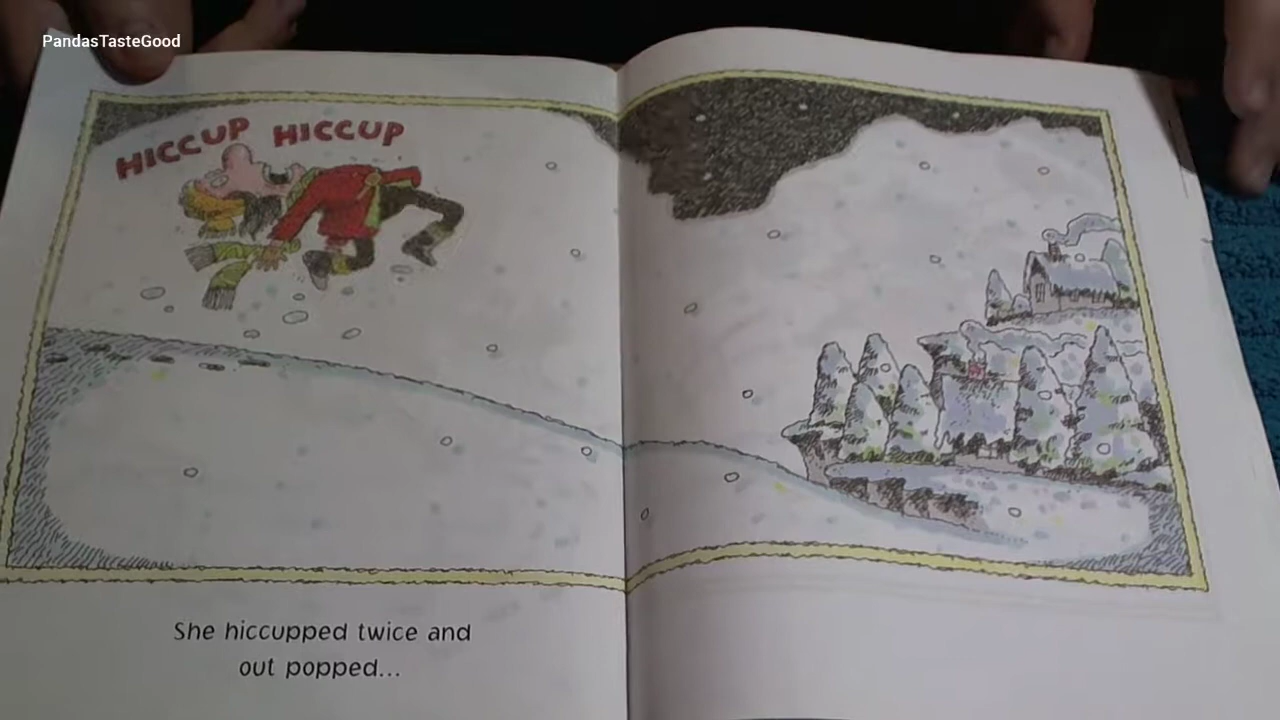 PandasTasteGood
HICCUP HICCUP
She hiccupped twice and
out popped...